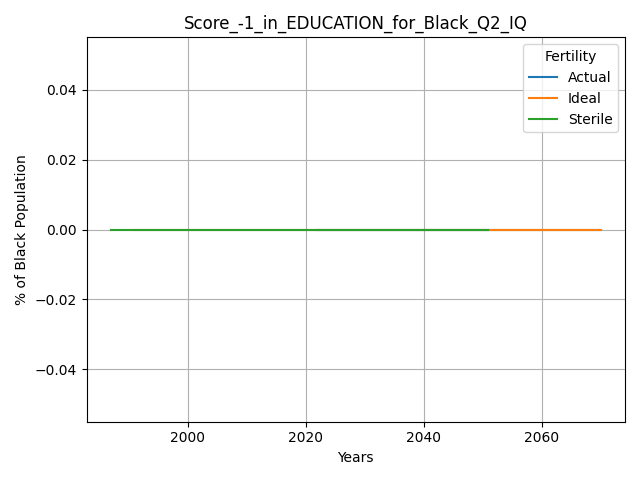 Score_-1_in_EDUCATION_for_Black_Q2_IQ
Fertility
Actual
Ideal
Sterile
% of Black Population
0.04
0.02
0.00
−0.02
−0.04
2000 2020 2040 2060
Years